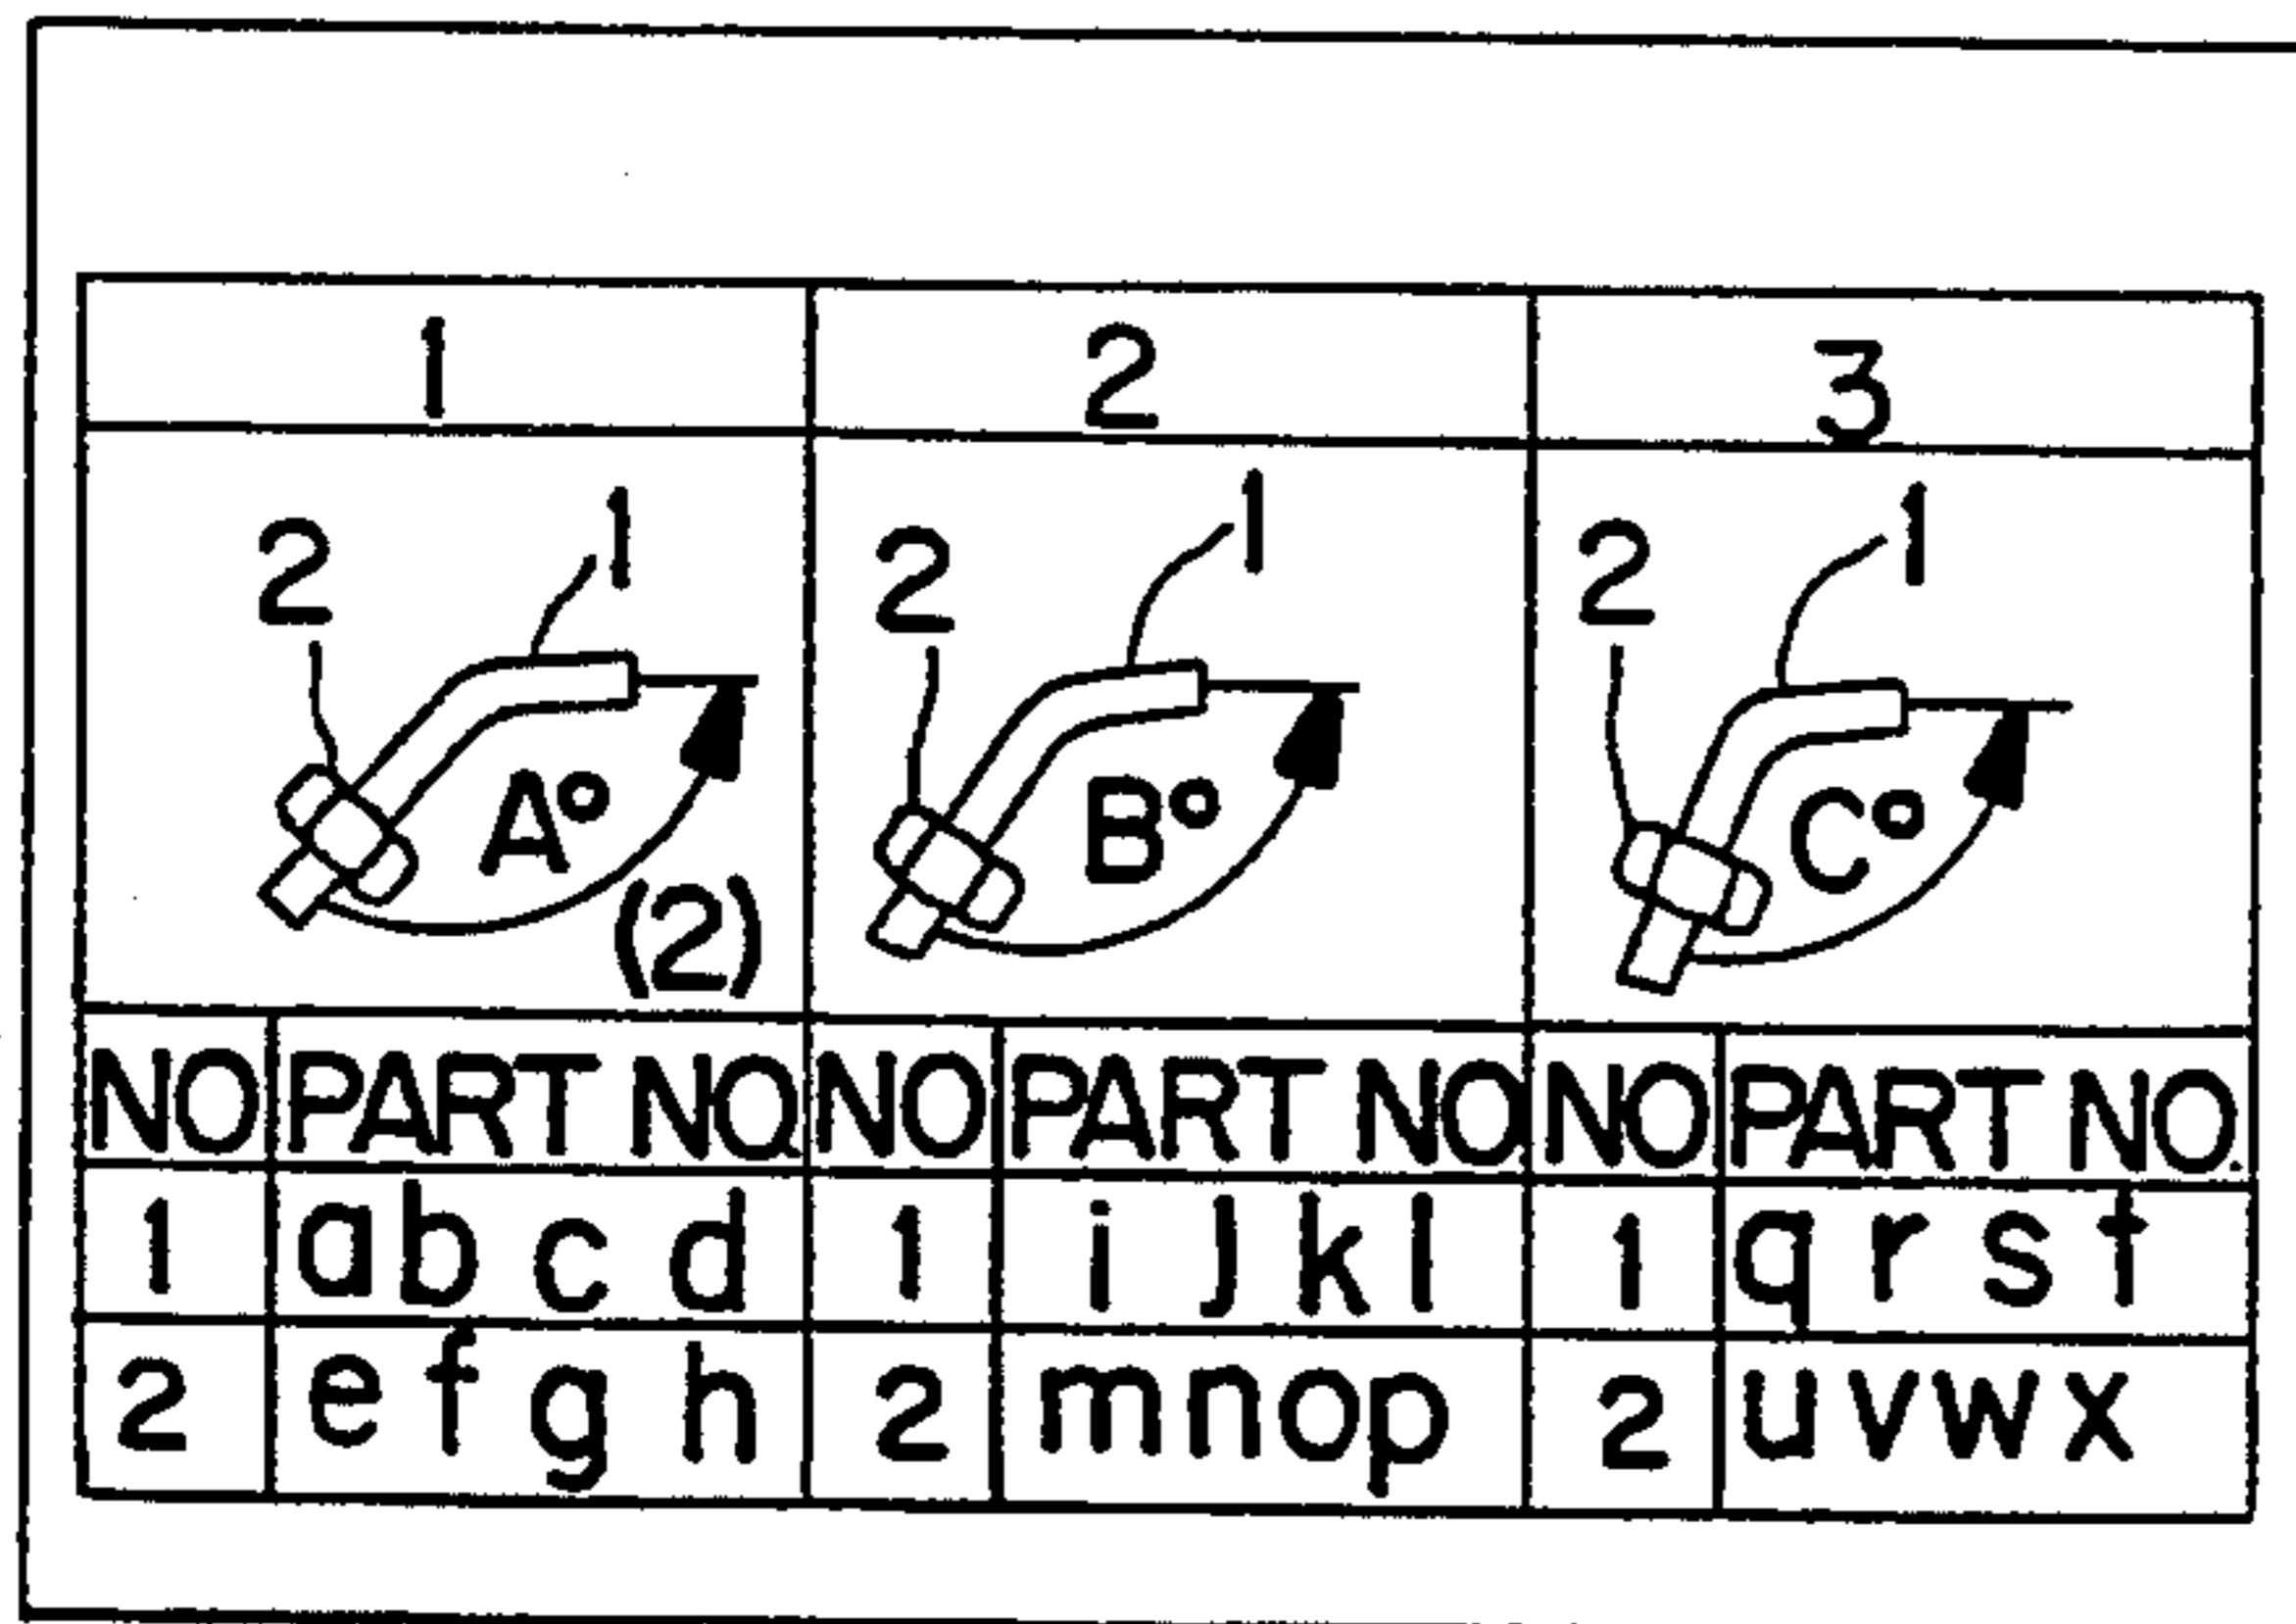 1 2 3
2 1 2 1 2 1
A° B° C°
(2)
NO PART NO. NO PART NO. NO PART NO.
1 abcd 1 ijkl 1 qrst
2 efgh 2 mnop 2 uvwx